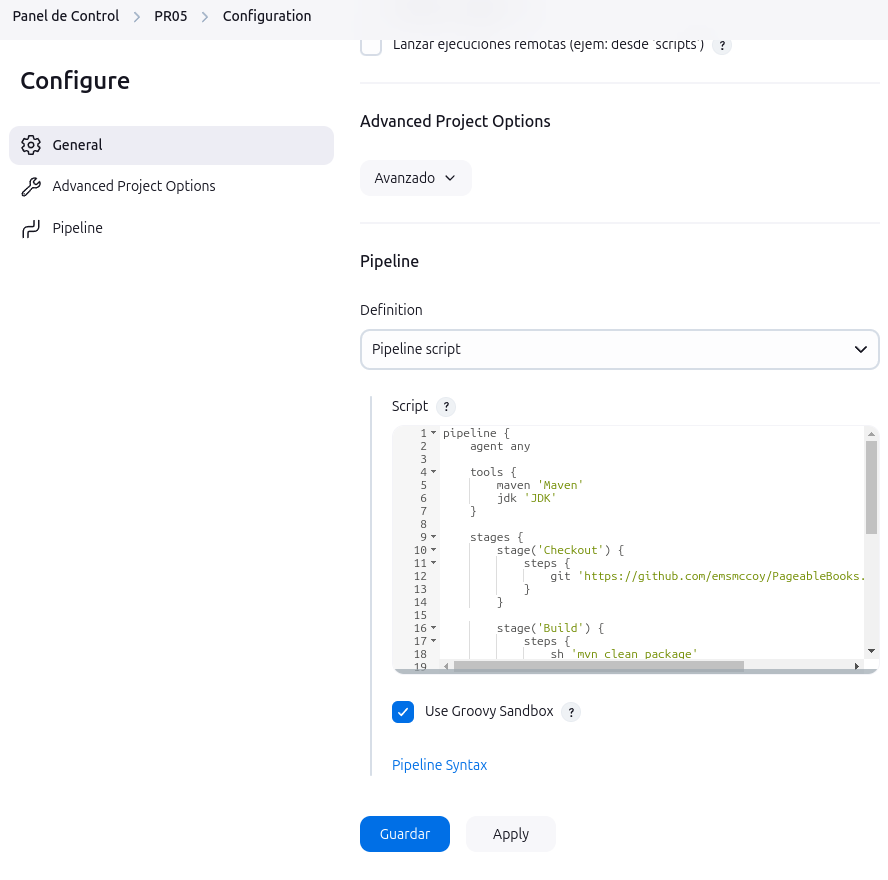 Panel de Control > PR05 > Configuration
Lanzar ejecuciones remotas (ejem: desde 'scripts') ?
Configure
General
Advanced Project Options
Pipeline
Advanced Project Options
Avanzado
Pipeline
Definition
Pipeline script
Script ?
1 pipeline {
2     agent any
3
4     tools {
5         maven 'Maven'
6         jdk 'JDK'
7     }
8
9     stages {
10         stage('Checkout') {
11             steps {
12                 git 'https://github.com/emsmccoy/PageableBooks.
13             }
14         }
15
16         stage('Build') {
17             steps {
18                 sh 'mvn clean package'
19
Use Groovy Sandbox ?
Pipeline Syntax
Guardar
Apply